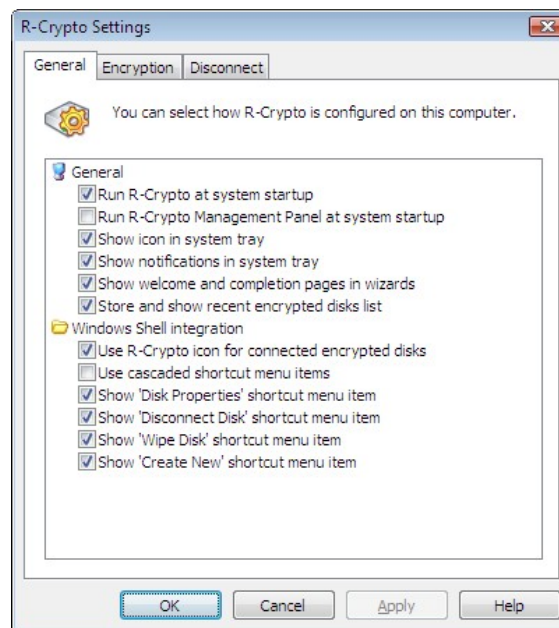 R-Crypto Settings
General Encryption Disconnect
You can select how R-Crypto is configured on this computer.
General
Run R-Crypto at system startup
Run R-Crypto Management Panel at system startup
Show icon in system tray
Show notifications in system tray
Show welcome and completion pages in wizards
Store and show recent encrypted disks list
Windows Shell integration
Use R-Crypto icon for connected encrypted disks
Use cascaded shortcut menu items
Show 'Disk Properties' shortcut menu item
Show 'Disconnect Disk' shortcut menu item
Show 'Wipe Disk' shortcut menu item
Show 'Create New' shortcut menu item
OK Cancel Apply Help